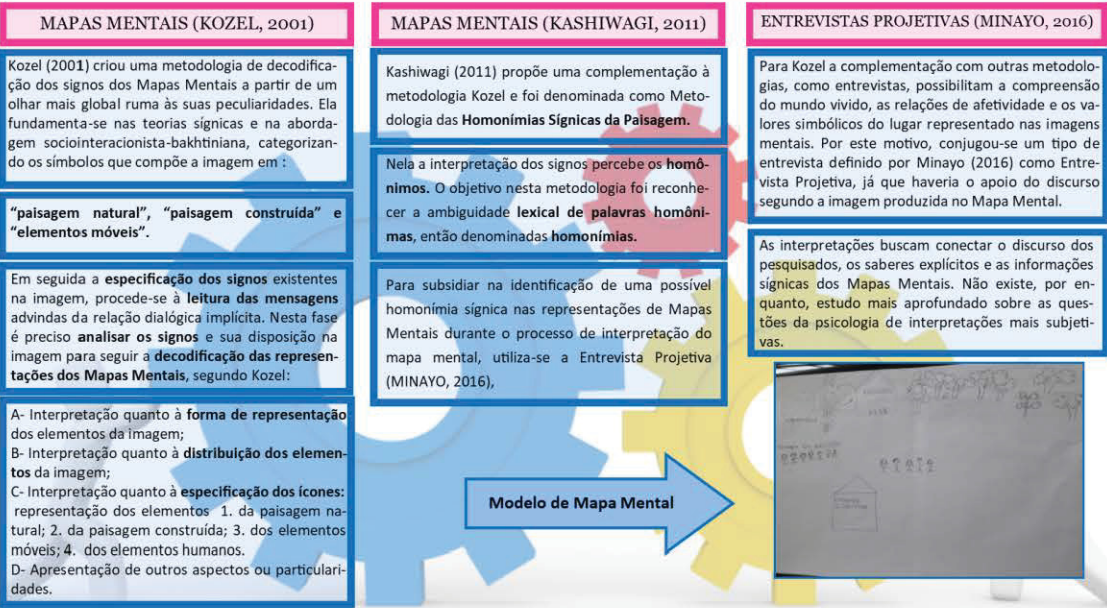 MAPAS MENTAIS (KOZEL, 2001)
Kozel (2001) criou uma metodologia de decodifica-
ção dos signos dos Mapas Mentais a partir de um
olhar mais global ruma às suas peculiaridades. Ela
fundamenta-se nas teorias sígnicas e na aborda-
gem sociointeracionista-bakhtiniana, categorizan-
do os símbolos que compõe a imagem em :
“paisagem natural”, “paisagem construída” e
“elementos móveis”.
Em seguida a especificação dos signos existentes
na imagem, procede-se à leitura das mensagens
advindas da relação dialógica implícita. Nesta fase
é preciso analisar os signos e sua disposição na
imagem para seguir a decodificação das represen-
tações dos Mapas Mentais, segundo Kozel:
A- Interpretação quanto à forma de representação
dos elementos da imagem;
B- Interpretação quanto à distribuição dos elemen-
tos da imagem;
C- Interpretação quanto à especificação dos ícones:
representação dos elementos 1. da paisagem na-
tural; 2. da paisagem construída; 3. dos elementos
móveis; 4. dos elementos humanos.
D- Apresentação de outros aspectos ou particulari-
dades.
MAPAS MENTAIS (KASHIWAGI, 2011)
Kashiwagi (2011) propõe uma complementação à
metodologia Kozel e foi denominada como Meto-
dologia das Homonímias Sígnicas da Paisagem.
Nela a interpretação dos signos percebe os homô-
nimos. O objetivo nesta metodologia foi reconhe-
cer a ambiguidade lexical de palavras homôni-
mas, então denominadas homonímias.
Para subsidiar na identificação de uma possível
homonímia sígnica nas representações de Mapas
Mentais durante o processo de interpretação do
mapa mental, utiliza-se a Entrevista Projetiva
(MINAYO, 2016),
Modelo de Mapa Mental
ENTREVISTAS PROJETIVAS (MINAYO, 2016)
Para Kozel a complementação com outras metodolo-
gias, como entrevistas, possibilitam a compreensão
do mundo vivido, as relações de afetividade e os va-
lores simbólicos do lugar representado nas imagens
mentais. Por este motivo, conjugou-se um tipo de
entrevista definido por Minayo (2016) como Entre-
vista Projetiva, já que haveria o apoio do discurso
segundo a imagem produzida no Mapa Mental.
As interpretações buscam conectar o discurso dos
pesquisados, os saberes explícitos e as informações
sígnicas dos Mapas Mentais. Não existe, por en-
quanto, estudo mais aprofundado sobre as ques-
tões da psicologia de interpretações mais subjeti-
vas.